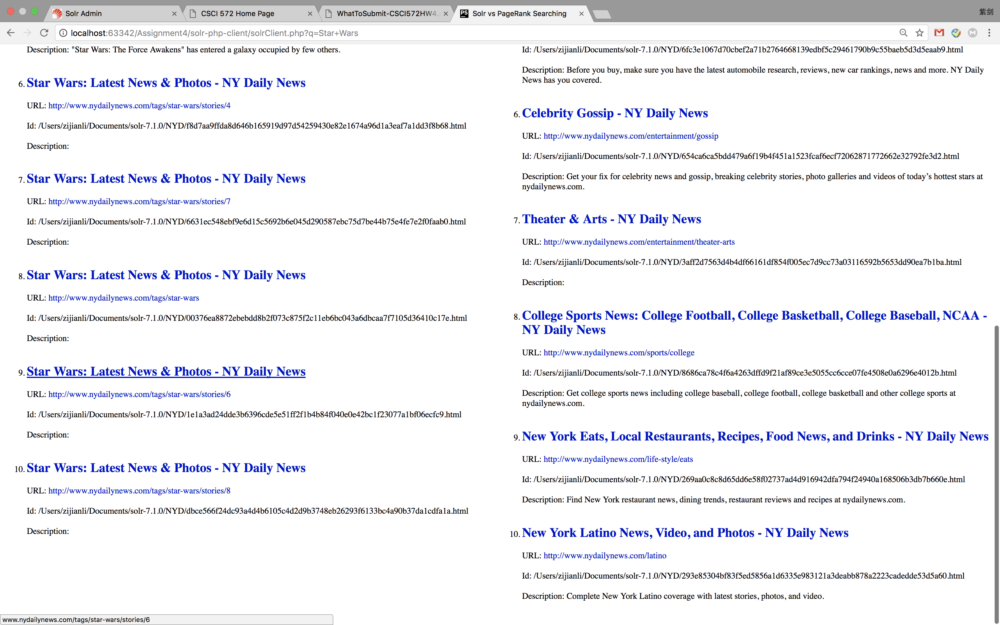 Solr Admin
CSCI 572 Home Page
WhatToSubmit-CSCI572HW4.
Solr vs PageRank Searching
紫剑
localhost:63342/Assignment4/solr-php-client/solrClient.php?q=Star+Wars
Description: "Star Wars: The Force Awakens" has entered a galaxy occupied by few others.
6. Star Wars: Latest News & Photos - NY Daily News
URL: http://www.nydailynews.com/tags/star-wars/stories/4
Id: /Users/zijianli/Documents/solr-7.1.0/NYD/f8d7aa9ffda8d646b165919d97d54259430e82e1674a96d1a3eaf7a1dd3f8b68.html
Description:
7. Star Wars: Latest News & Photos - NY Daily News
URL: http://www.nydailynews.com/tags/star-wars/stories/7
Id: /Users/zijianli/Documents/solr-7.1.0/NYD/6631ec548ebf9e6d15c5692b6e045d290587ebc75d7be44b75e4fe7e2f0faab0.html
Description:
8. Star Wars: Latest News & Photos - NY Daily News
URL: http://www.nydailynews.com/tags/star-wars
Id: /Users/zijianli/Documents/solr-7.1.0/NYD/00376ea8872ebebdd8b2f073c875f2c11eb6bc043a6dbcaa7f7105d36410c17e.html
Description:
9. Star Wars: Latest News & Photos - NY Daily News
URL: http://www.nydailynews.com/tags/star-wars/stories/6
Id: /Users/zijianli/Documents/solr-7.1.0/NYD/1e1a3ad24dde3b6396cde5e51ff2f1b4b84f040e0e42bc1f23077a1bf06ecfc9.html
Description:
10. Star Wars: Latest News & Photos - NY Daily News
URL: http://www.nydailynews.com/tags/star-wars/stories/8
Id: /Users/zijianli/Documents/solr-7.1.0/NYD/dbce566f24dc93a4d4b6105c4d2d9b3748eb26293f6133bc4a90b37da1cdfa1a.html
Description:
Id: /Users/zijianli/Documents/solr-7.1.0/NYD/6fc3e1067d70cbef2a71b2764668139edbf5c29461790b9c55baeb5d3d5eaab9.html
Description: Before you buy, make sure you have the latest automobile research, reviews, new car rankings, news and more. NY Daily
News has you covered.
6. Celebrity Gossip - NY Daily News
URL: http://www.nydailynews.com/entertainment/gossip
Id: /Users/zijianli/Documents/solr-7.1.0/NYD/654ca6ca5bdd479a6f19b4f451a1523fcaf6ecf72062871772662e32792fe3d2.html
Description: Get your fix for celebrity news and gossip, breaking celebrity stories, photo galleries and videos of today’s hottest stars at
nydailynews.com.
7. Theater & Arts - NY Daily News
URL: http://www.nydailynews.com/entertainment/theater-arts
Id: /Users/zijianli/Documents/solr-7.1.0/NYD/3aff2d7563d4b4df66161df854f005ec7d9cc73a03116592b5653dd90ea7b1ba.html
Description:
8. College Sports News: College Football, College Basketball, College Baseball, NCAA -
NY Daily News
URL: http://www.nydailynews.com/sports/college
Id: /Users/zijianli/Documents/solr-7.1.0/NYD/8686ca78c4f6a4263dffd9f21af89ce3e5055cc6cce07fe4508e0a6296e4012b.html
Description: Get college sports news including college baseball, college football, college basketball and other college sports at
nydailynews.com.
9. New York Eats, Local Restaurants, Recipes, Food News, and Drinks - NY Daily News
URL: http://www.nydailynews.com/life-style/eats
Id: /Users/zijianli/Documents/solr-7.1.0/NYD/269aa0c8c8d65dd6e58f02737ad4d916942dfa794f24940a168506b3db7b660e.html
Description: Find New York restaurant news, dining trends, restaurant reviews and recipes at nydailynews.com.
10. New York Latino News, Video, and Photos - NY Daily News
URL: http://www.nydailynews.com/latino
Id: /Users/zijianli/Documents/solr-7.1.0/NYD/293e85304bf83f5ed5856a1d6335e983121a3deabb878a2223cadedde53d5a60.html
Description: Complete New York Latino coverage with latest stories, photos, and video.
www.nydailynews.com/tags/star-wars/stories/6